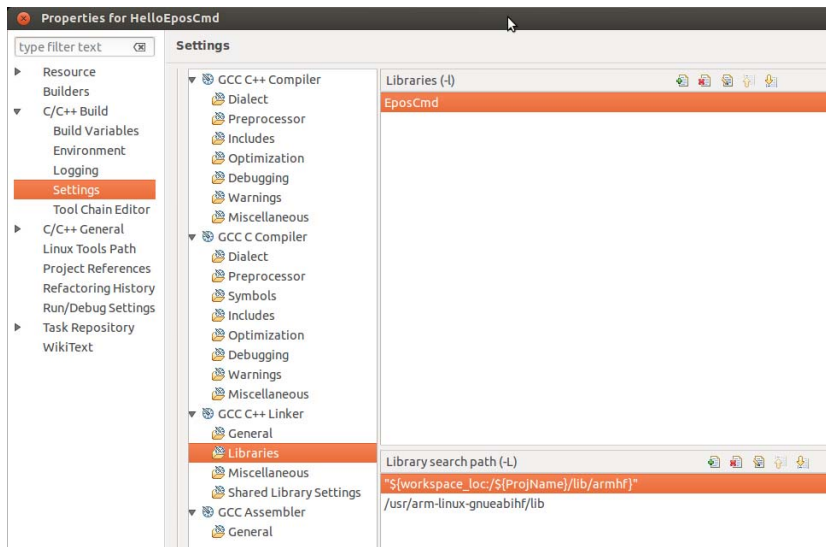 Properties for HelloEposCmd
type filter text
Settings
Resource
Builders
C/C++ Build
Build Variables
Environment
Logging
Settings
Tool Chain Editor
C/C++ General
Linux Tools Path
Project References
Refactoring History
Run/Debug Settings
Task Repository
WikiText
GCC C++ Compiler
Dialect
Preprocessor
Includes
Optimization
Debugging
Warnings
Miscellaneous
GCC C Compiler
Dialect
Preprocessor
Symbols
Includes
Optimization
Debugging
Warnings
Miscellaneous
GCC C++ Linker
General
Libraries
Miscellaneous
Shared Library Settings
GCC Assembler
General
Libraries (-l)
EposCmd
Library search path (-L)
"${workspace_loc:/${ProjName}/lib/armhf}"
/usr/arm-linux-gnueabihf/lib